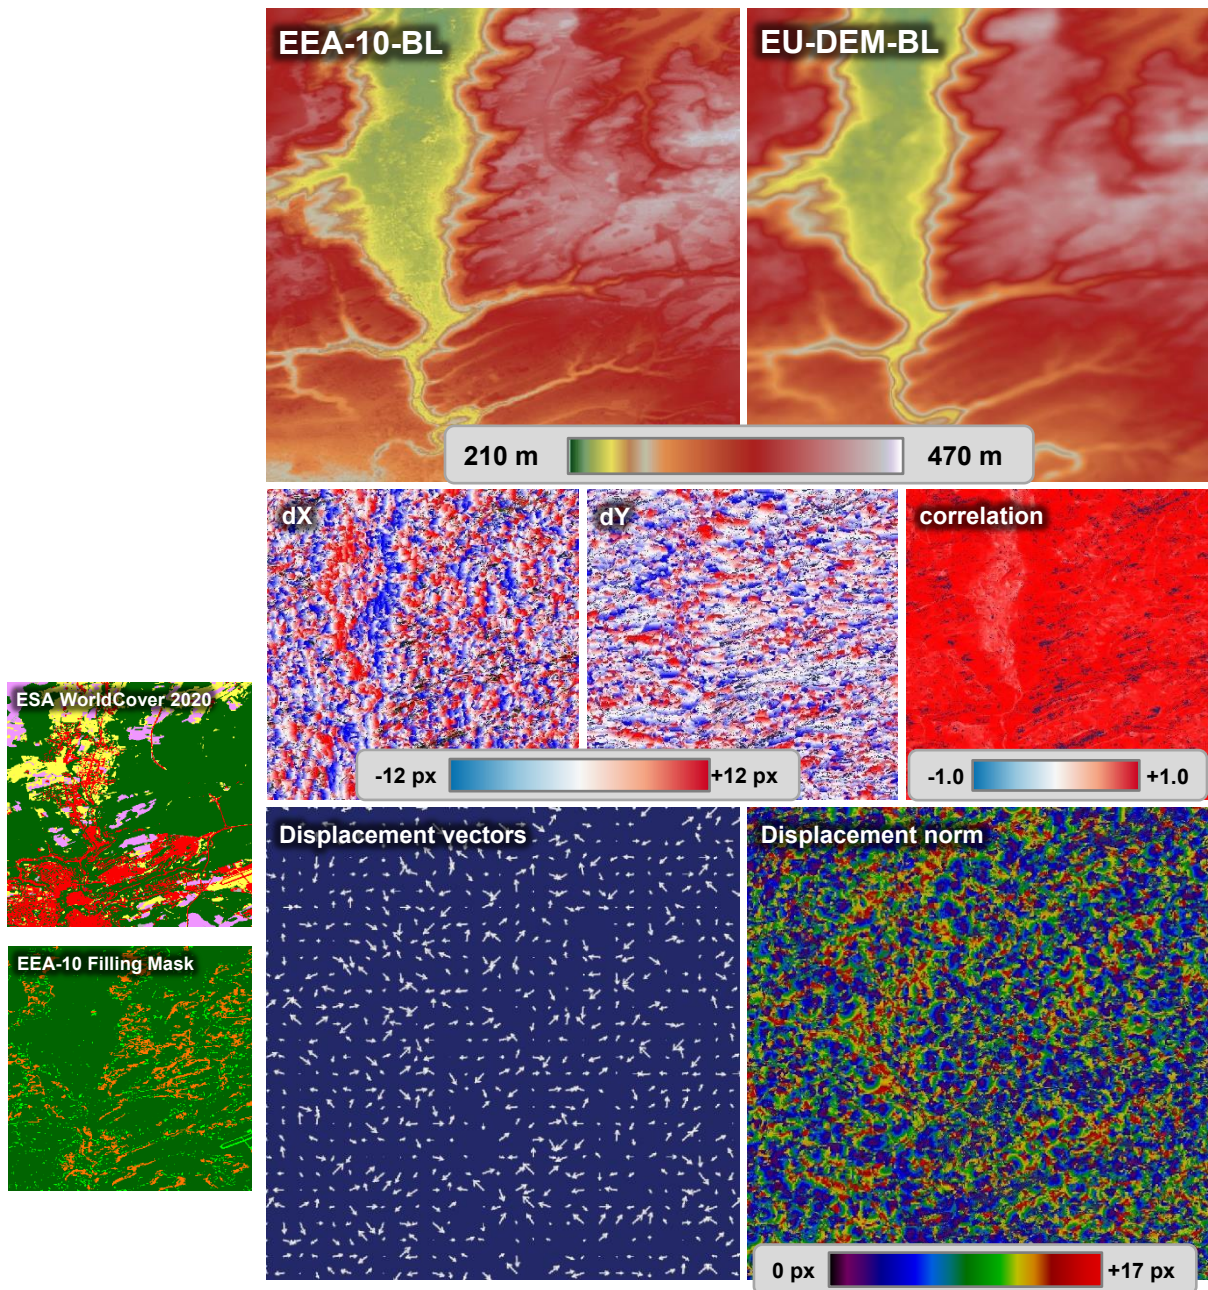 EEA-10-BL
EU-DEM-BL
210 m
470 m
dX
dY
correlation
-12 px
+12 px
-1.0
+1.0
ESA WorldCover 2020
EEA-10 Filling Mask
Displacement vectors
Displacement norm
0 px
+17 px